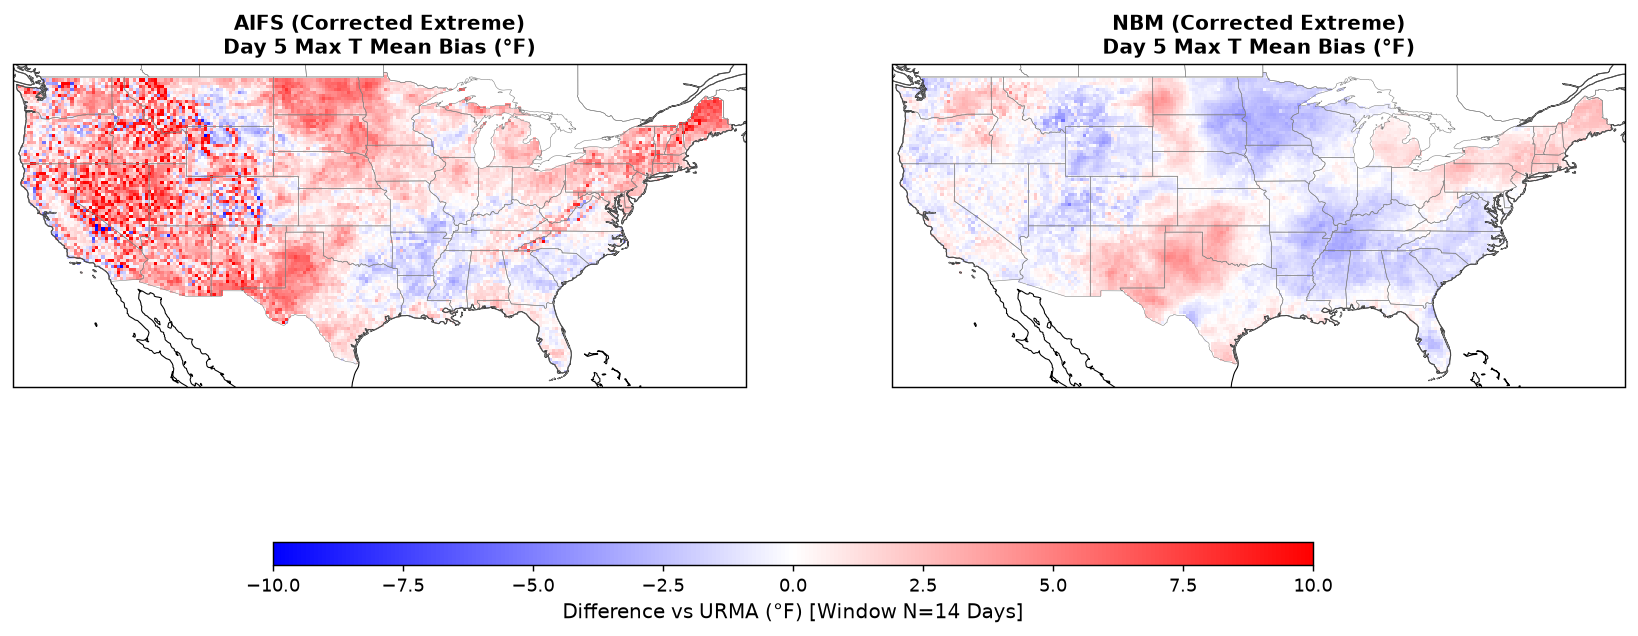 AIFS (Corrected Extreme)
Day 5 Max T Mean Bias (°F)
NBM (Corrected Extreme)
Day 5 Max T Mean Bias (°F)
−10.0 −7.5 −5.0 −2.5 0.0 2.5 5.0 7.5 10.0
Difference vs URMA (°F) [Window N=14 Days]